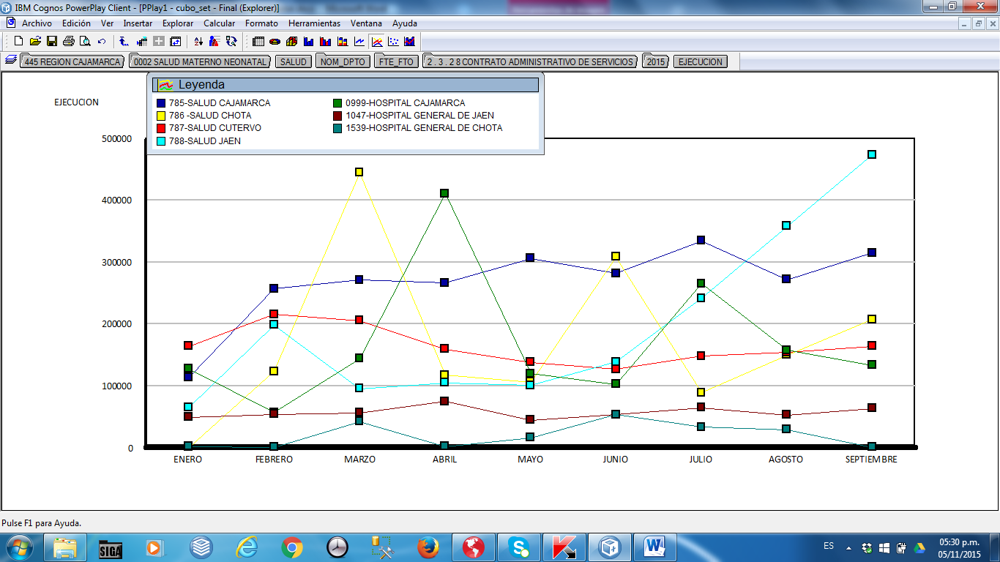 IBM Cognos PowerPlay Client - [PPlay1 - cubo_set - Final (Explorer)]
Archivo Edición Ver Insertar Explorar Calcular Formato Herramientas Ventana Ayuda
445 REGION CAJAMARCA 0002 SALUD MATERNO NEONATAL SALUD NOM_DPTO FTE_FTO 2 . 3 . 2 8 CONTRATO ADMINISTRATIVO DE SERVICIOS 2015 EJECUCION
Leyenda
785-SALUD CAJAMARCA 0999-HOSPITAL CAJAMARCA
786 -SALUD CHOTA 1047-HOSPITAL GENERAL DE JAEN
787-SALUD CUTERVO 1539-HOSPITAL GENERAL DE CHOTA
788-SALUD JAEN
EJECUCION
500000
400000
300000
200000
100000
0
ENERO FEBRERO MARZO ABRIL MAYO JUNIO JULIO AGOSTO SEPTIEMBRE
Pulse F1 para Ayuda.
SIGA
ES
05:30 p.m.
05/11/2015